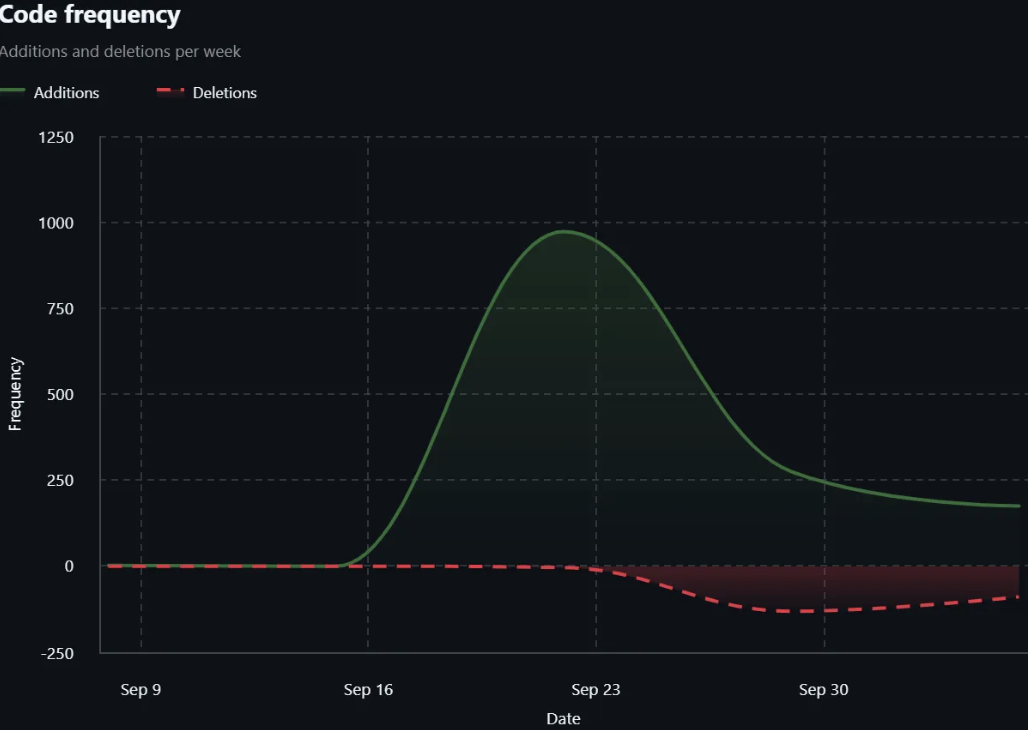 Code frequency
Additions and deletions per week
Additions Deletions
1250
1000
750
500
250
0
-250
Frequency
Sep 9 Sep 16 Sep 23 Sep 30
Date